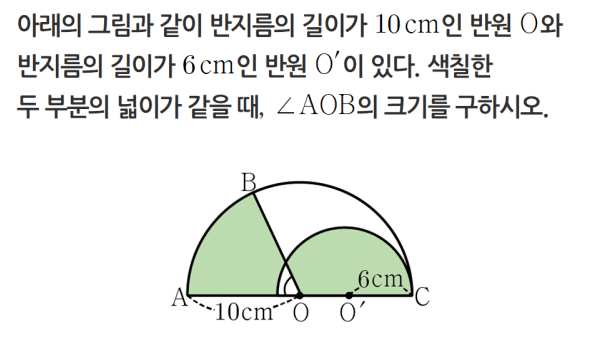 아래의 그림과 같이 반지름의 길이가 10cm인 반원 O와
반지름의 길이가 6cm인 반원 O′이 있다. 색칠한
두 부분의 넓이가 같을 때, ∠AOB의 크기를 구하시오.
B
6cm
A
10cm
O
O′
C